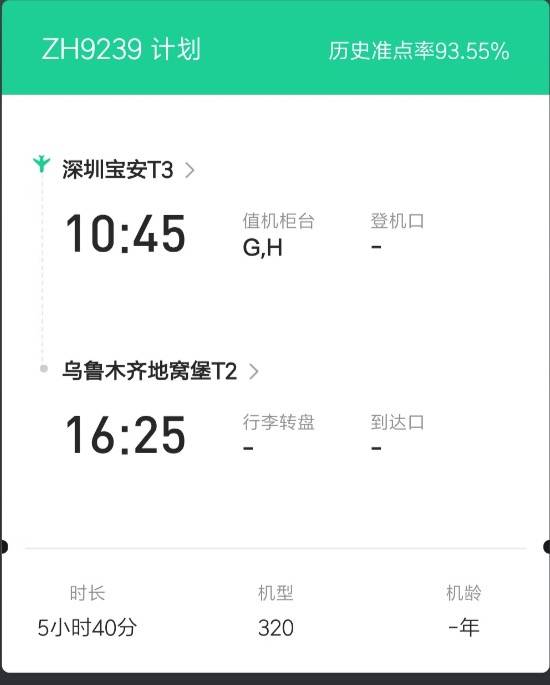 ZH9239 计划
历史准点率93.55%
深圳宝安T3
10:45
值机柜台
登机口
G,H
-
乌鲁木齐地窝堡T2
16:25
行李转盘
到达口
-
-
时长
机型
机龄
5小时40分
320
-年